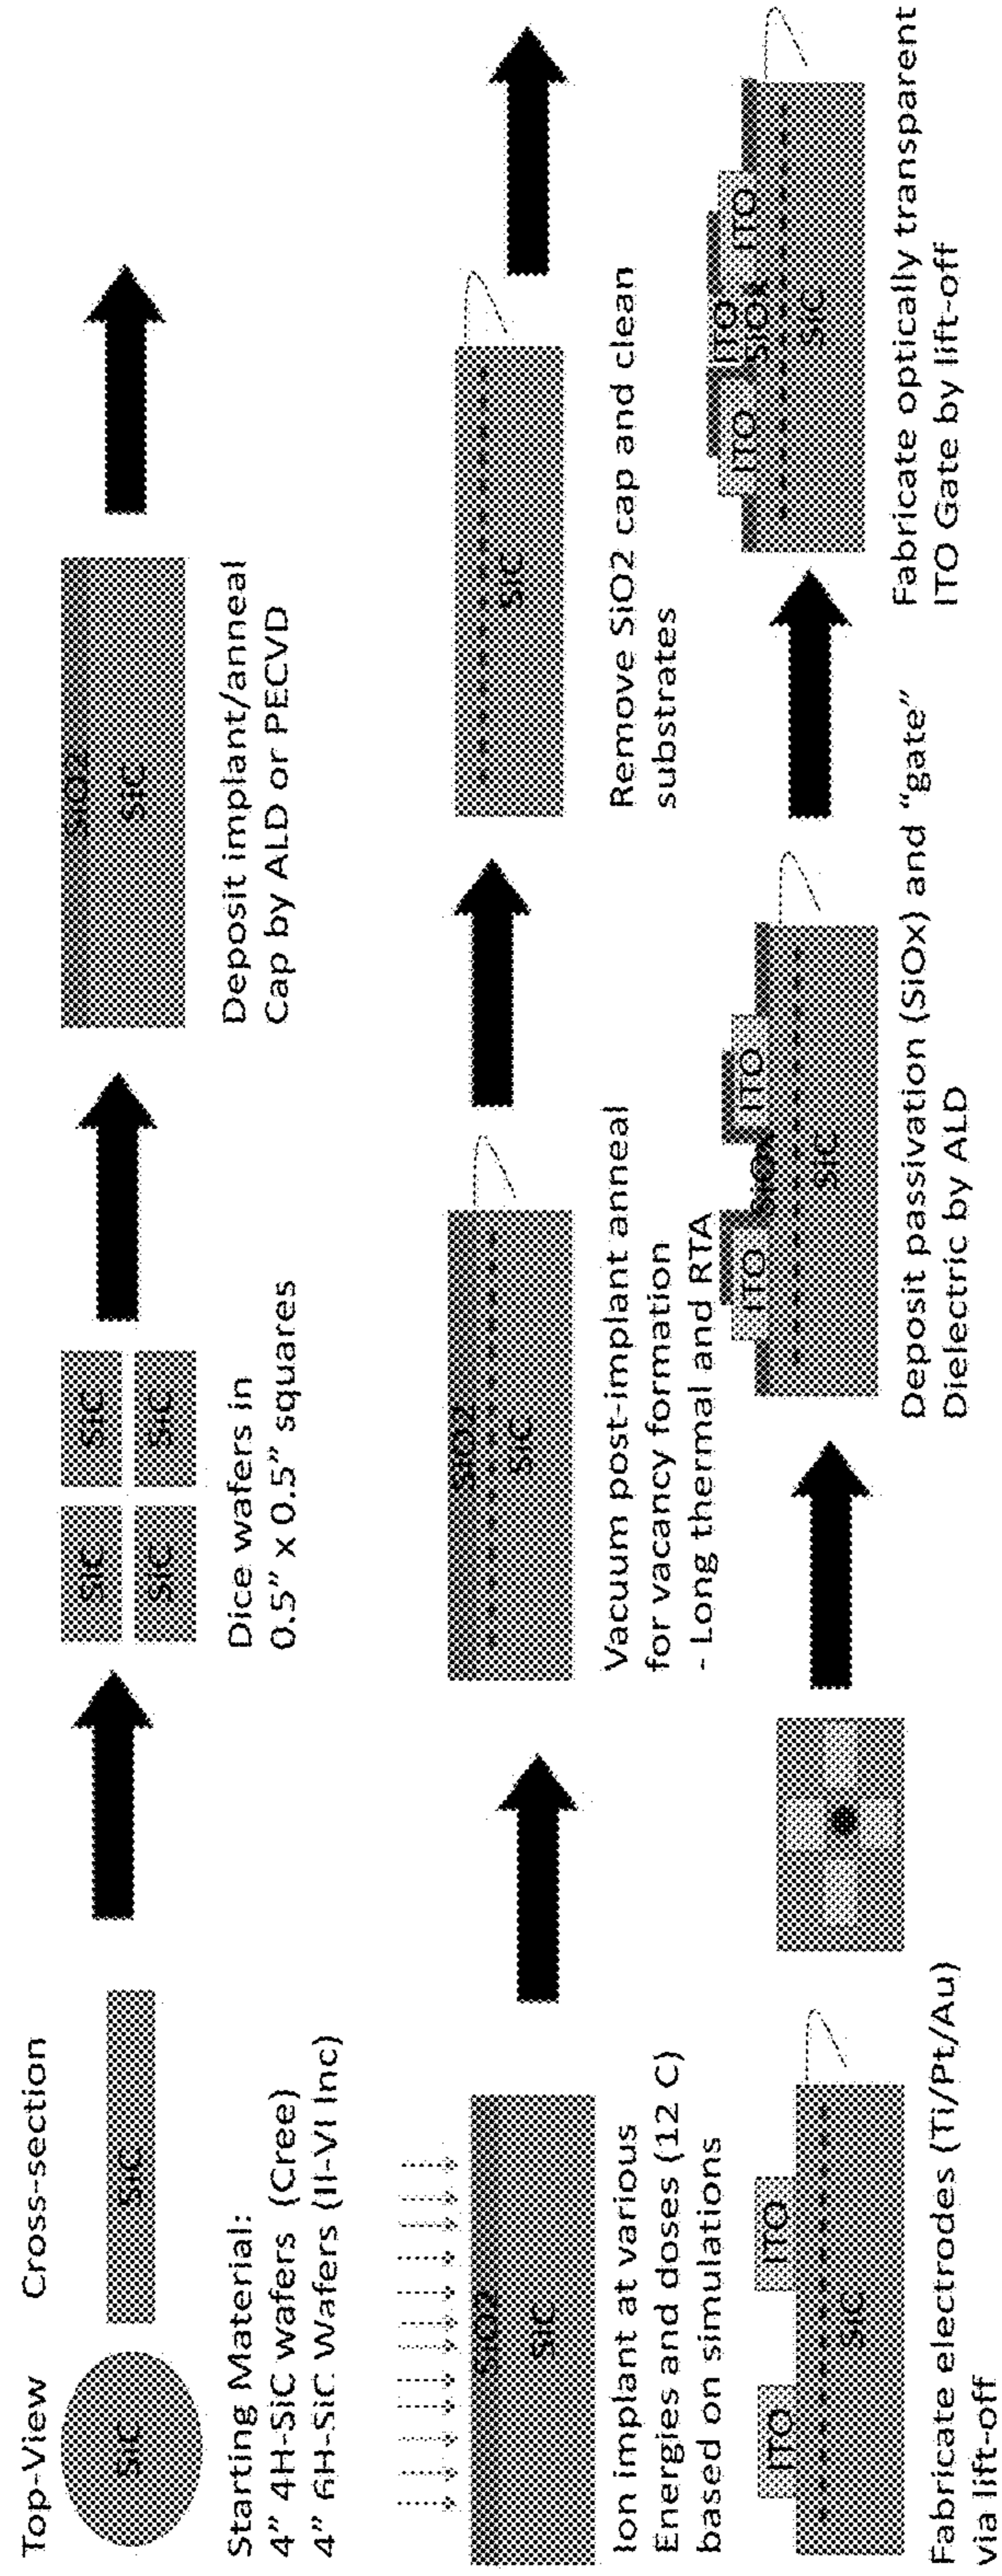 Top-View
Cross-section
SiC
SiC
Starting Material:
4" 4H-SiC wafers (Cree)
4" 6H-SiC Wafers (II-VI Inc)
SiC
SiC
SiC
SiC
Dice wafers in
0.5" x 0.5" squares
SiO2
SiC
Deposit implant/anneal
Cap by ALD or PECVD
SiO2
SiC
Ion implant at various
Energies and doses (12 C)
based on simulations
SiO2
SiC
Vacuum post-implant anneal
for vacancy formation
- Long thermal and RTA
SiC
Remove SiO2 cap and clean
substrates
ITO
ITO
SiC
Fabricate electrodes (Ti/Pt/Au)
via lift-off
ITO
SiOx
ITO
SiC
Deposit passivation (SiOx) and "gate"
Dielectric by ALD
ITO
ITO
SiOx
ITO
SiC
Fabricate optically transparent
ITO Gate by lift-off